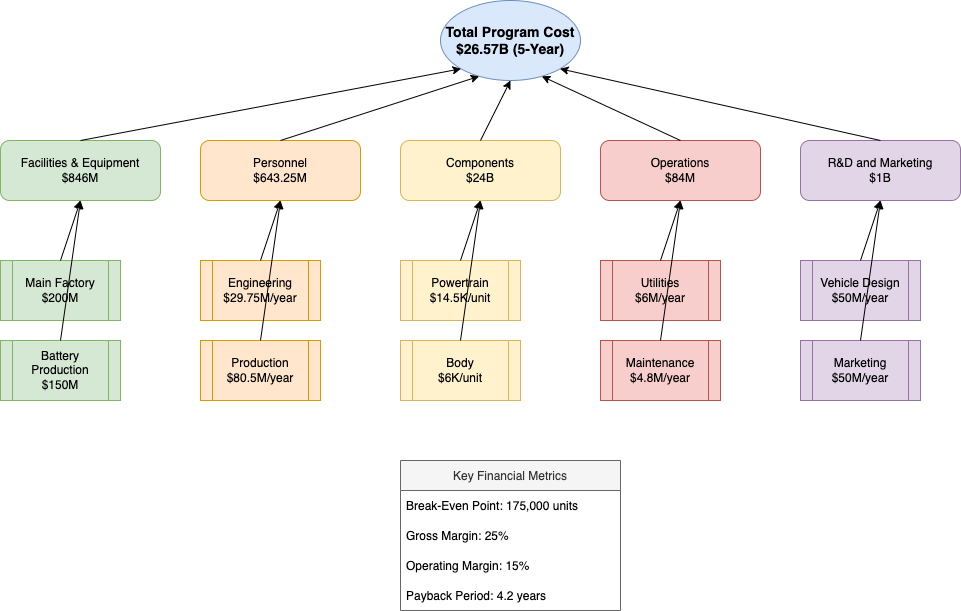 Total Program Cost
$26.57B (5-Year)
Facilities & Equipment
$846M
Personnel
$643.25M
Components
$24B
Operations
$84M
R&D and Marketing
$1B
Main Factory
$200M
Engineering
$29.75M/year
Powertrain
$14.5K/unit
Utilities
$6M/year
Vehicle Design
$50M/year
Battery
Production
$150M
Production
$80.5M/year
Body
$6K/unit
Maintenance
$4.8M/year
Marketing
$50M/year
Key Financial Metrics
Break-Even Point: 175,000 units
Gross Margin: 25%
Operating Margin: 15%
Payback Period: 4.2 years